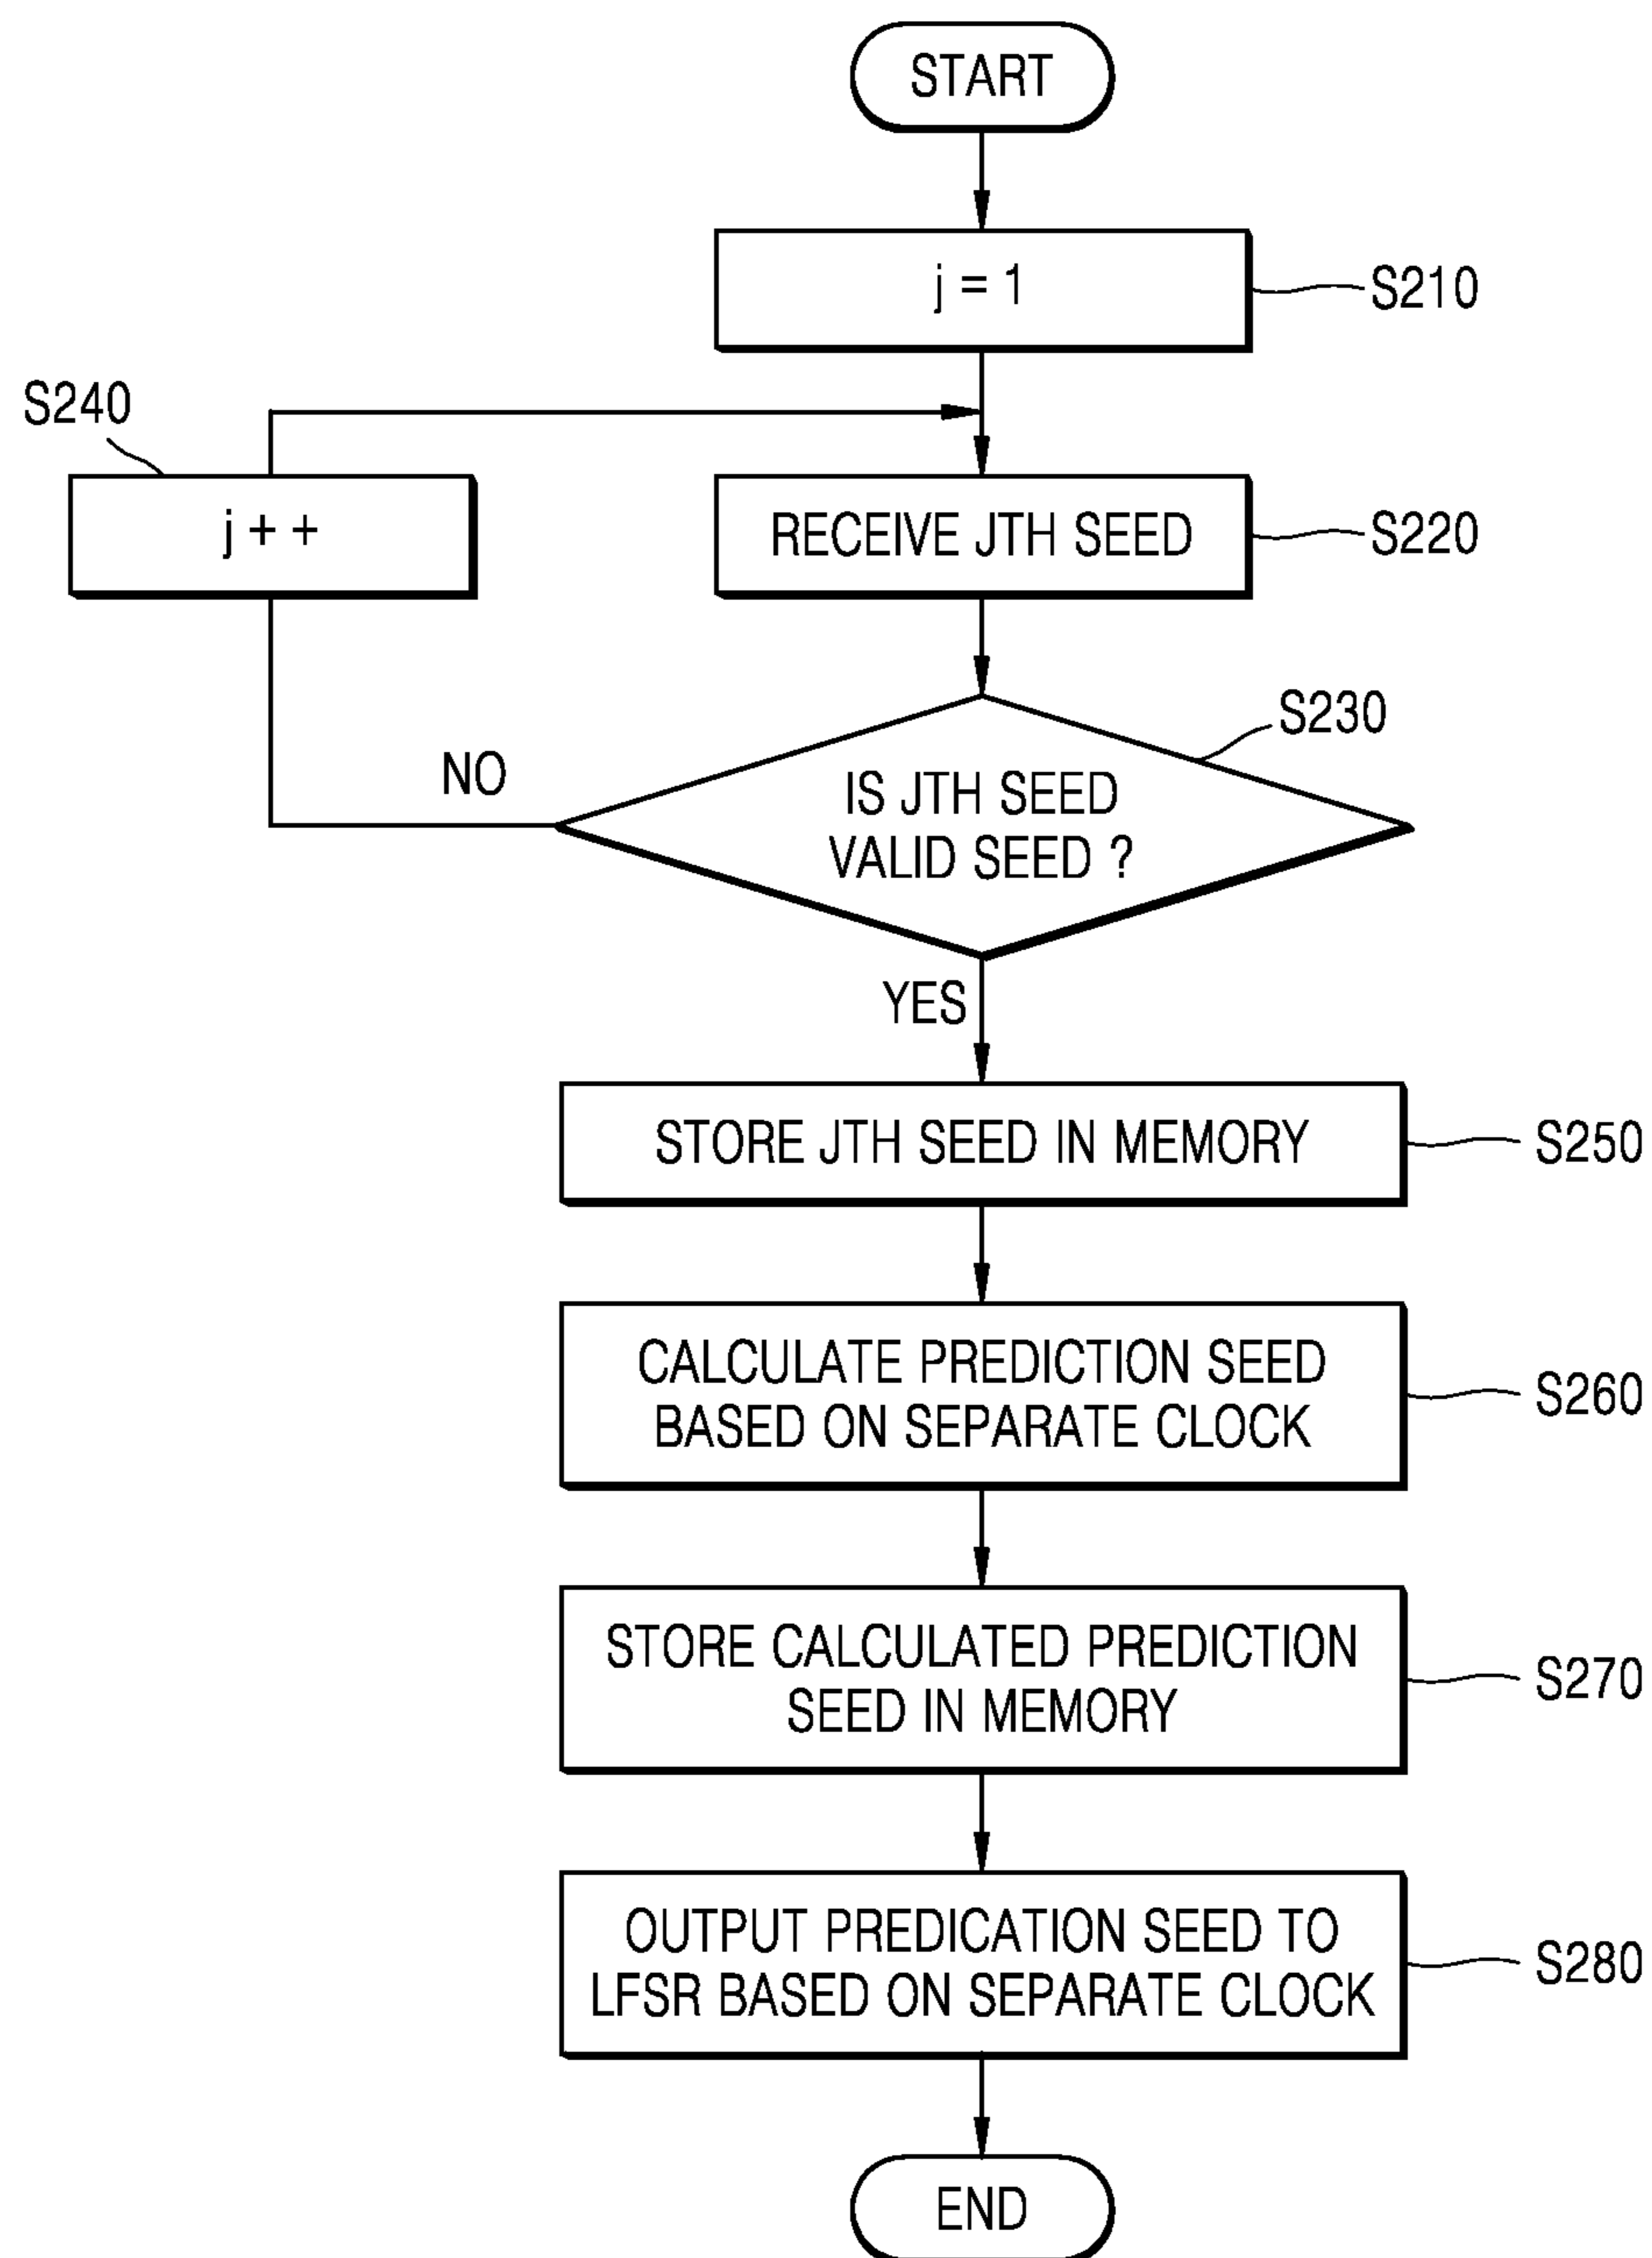 START
j = 1
S210
S240
j + +
RECEIVE JTH SEED
S220
S230
NO
IS JTH SEED
VALID SEED ?
YES
STORE JTH SEED IN MEMORY
S250
CALCULATE PREDICTION SEED
BASED ON SEPARATE CLOCK
S260
STORE CALCULATED PREDICTION
SEED IN MEMORY
S270
OUTPUT PREDICATION SEED TO
LFSR BASED ON SEPARATE CLOCK
S280
END